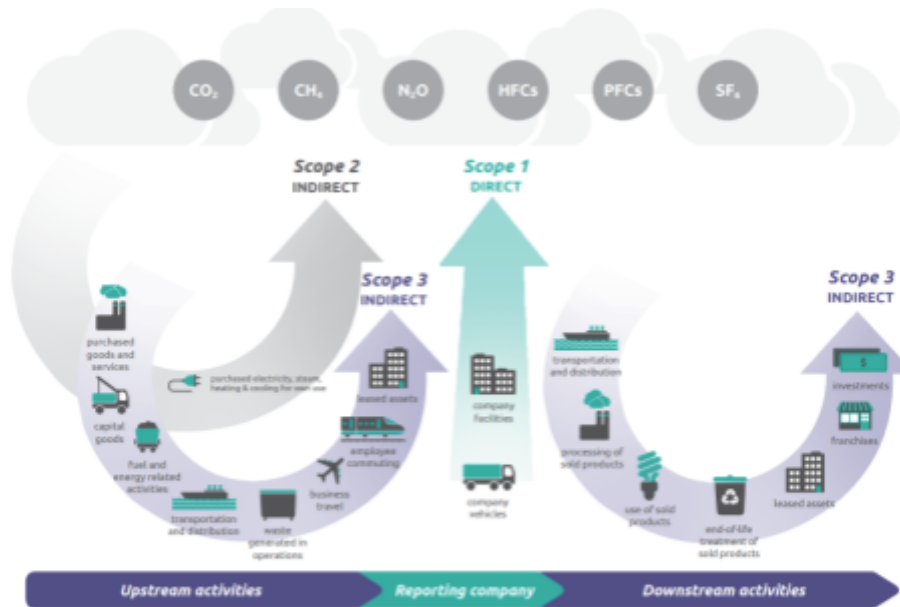 CO₂ CH₄ N₂O HFCs PFCs SF₆
Scope 2
INDIRECT
Scope 1
DIRECT
Scope 3
INDIRECT
Scope 3
INDIRECT
purchased
goods and
services
capital
goods
fuel and
energy related
activities
transportation
and distribution
waste
generated in
operations
business
travel
employee
commuting
leased assets
purchased electricity, steam,
heating & cooling for own use
company
facilities
company
vehicles
transportation
and distribution
processing of
sold products
use of sold
products
end-of-life
treatment of
sold products
leased assets
franchises
$
investments
Upstream activities
Reporting company
Downstream activities